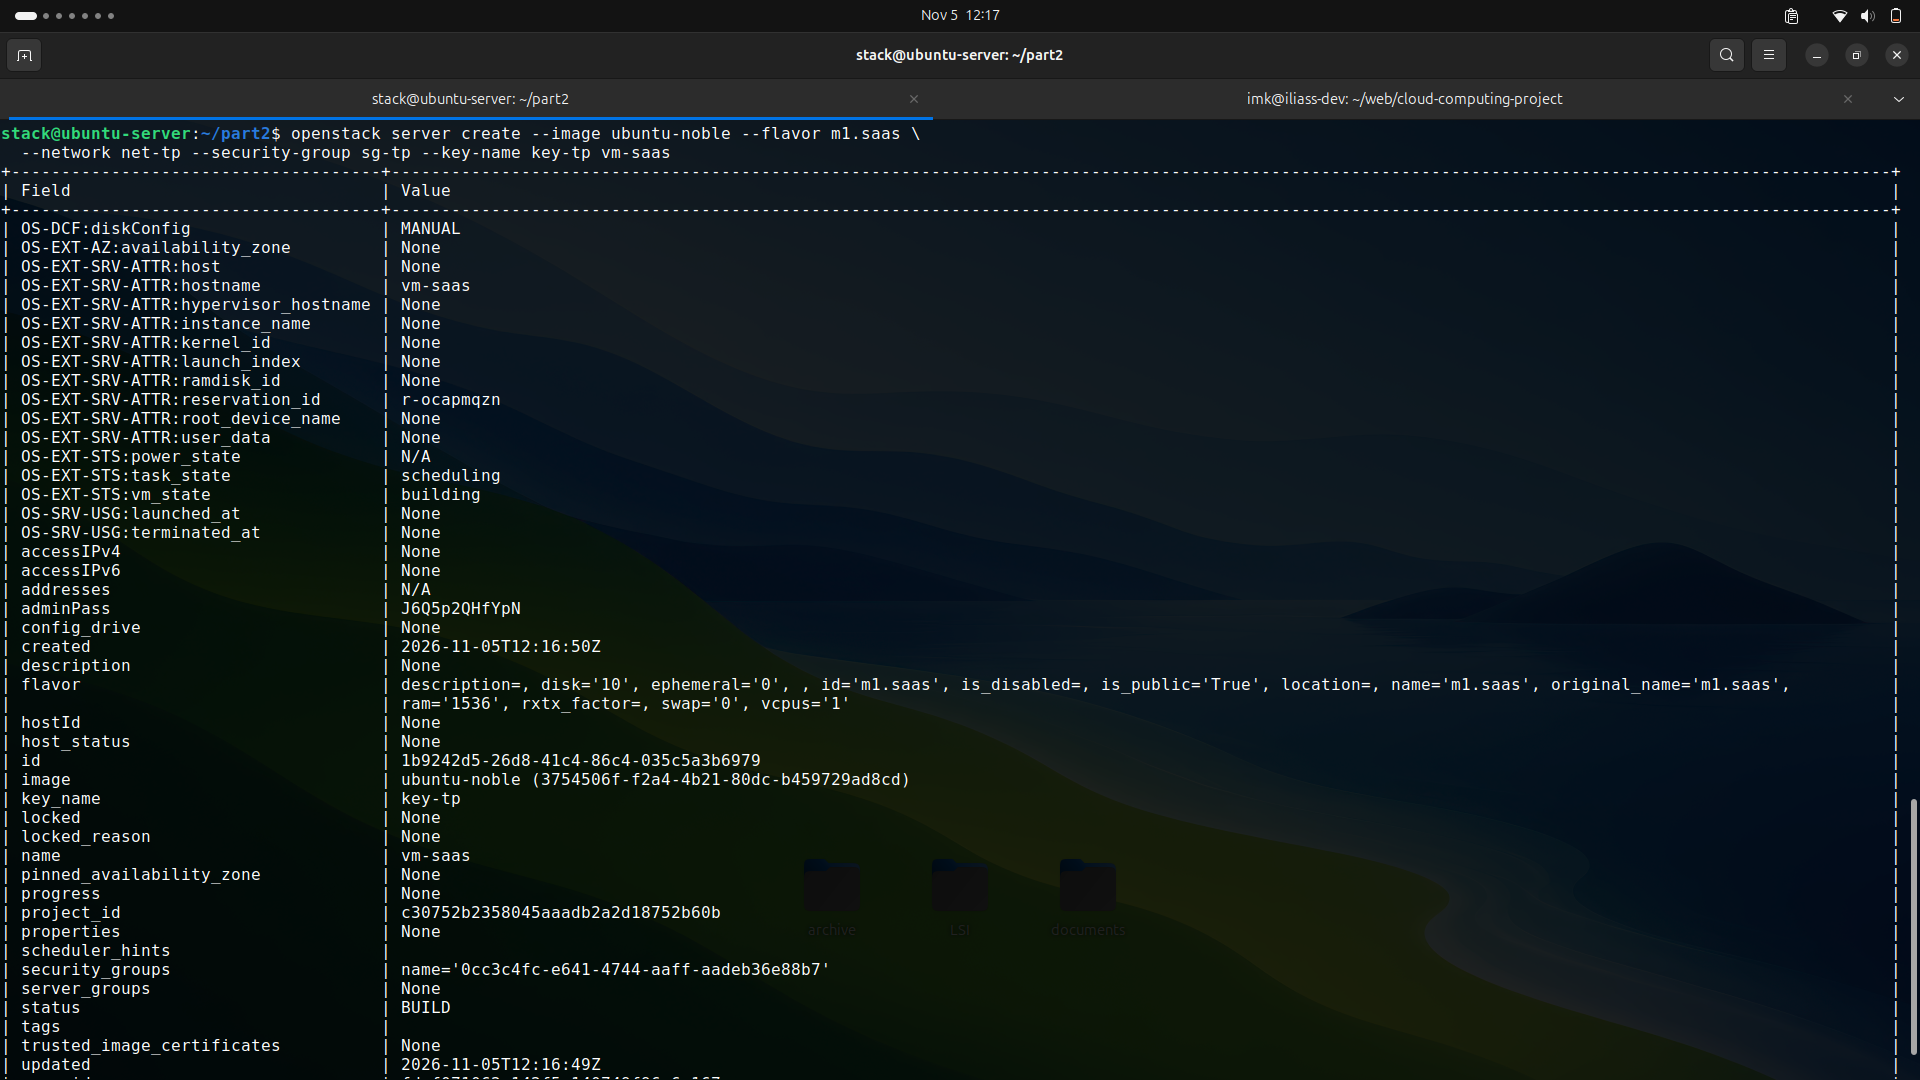 Nov 5 12:17
stack@ubuntu-server: ~/part2
stack@ubuntu-server: ~/part2
imk@iliass-dev: ~/web/cloud-computing-project
stack@ubuntu-server:~/part2$ openstack server create --image ubuntu-noble --flavor m1.saas \
--network net-tp --security-group sg-tp --key-name key-tp vm-saas
| Field | Value |
| OS-DCF:diskConfig | MANUAL |
| OS-EXT-AZ:availability_zone | None |
| OS-EXT-SRV-ATTR:host | None |
| OS-EXT-SRV-ATTR:hostname | vm-saas |
| OS-EXT-SRV-ATTR:hypervisor_hostname | None |
| OS-EXT-SRV-ATTR:instance_name | None |
| OS-EXT-SRV-ATTR:kernel_id | None |
| OS-EXT-SRV-ATTR:launch_index | None |
| OS-EXT-SRV-ATTR:ramdisk_id | None |
| OS-EXT-SRV-ATTR:reservation_id | r-ocapmqzn |
| OS-EXT-SRV-ATTR:root_device_name | None |
| OS-EXT-SRV-ATTR:user_data | None |
| OS-EXT-STS:power_state | N/A |
| OS-EXT-STS:task_state | scheduling |
| OS-EXT-STS:vm_state | building |
| OS-SRV-USG:launched_at | None |
| OS-SRV-USG:terminated_at | None |
| accessIPv4 | None |
| accessIPv6 | None |
| addresses | N/A |
| adminPass | J6Q5p2QHfYpN |
| config_drive | None |
| created | 2026-11-05T12:16:50Z |
| description | None |
| flavor | description=, disk='10', ephemeral='0', , id='m1.saas', is_disabled=, is_public='True', location=, name='m1.saas', original_name='m1.saas', |
| | ram='1536', rxtx_factor=, swap='0', vcpus='1' |
| hostId | None |
| host_status | None |
| id | 1b9242d5-26d8-41c4-86c4-035c5a3b6979 |
| image | ubuntu-noble (3754506f-f2a4-4b21-80dc-b459729ad8cd) |
| key_name | key-tp |
| locked | None |
| locked_reason | None |
| name | vm-saas |
| pinned_availability_zone | None |
| progress | None |
| project_id | c30752b2358045aaadb2a2d18752b60b |
| properties | None |
| scheduler_hints | |
| security_groups | name='0cc3c4fc-e641-4744-aaff-aadeb36e88b7' |
| server_groups | None |
| status | BUILD |
| tags | |
| trusted_image_certificates | None |
| updated | 2026-11-05T12:16:49Z |
archive
LSI
documents